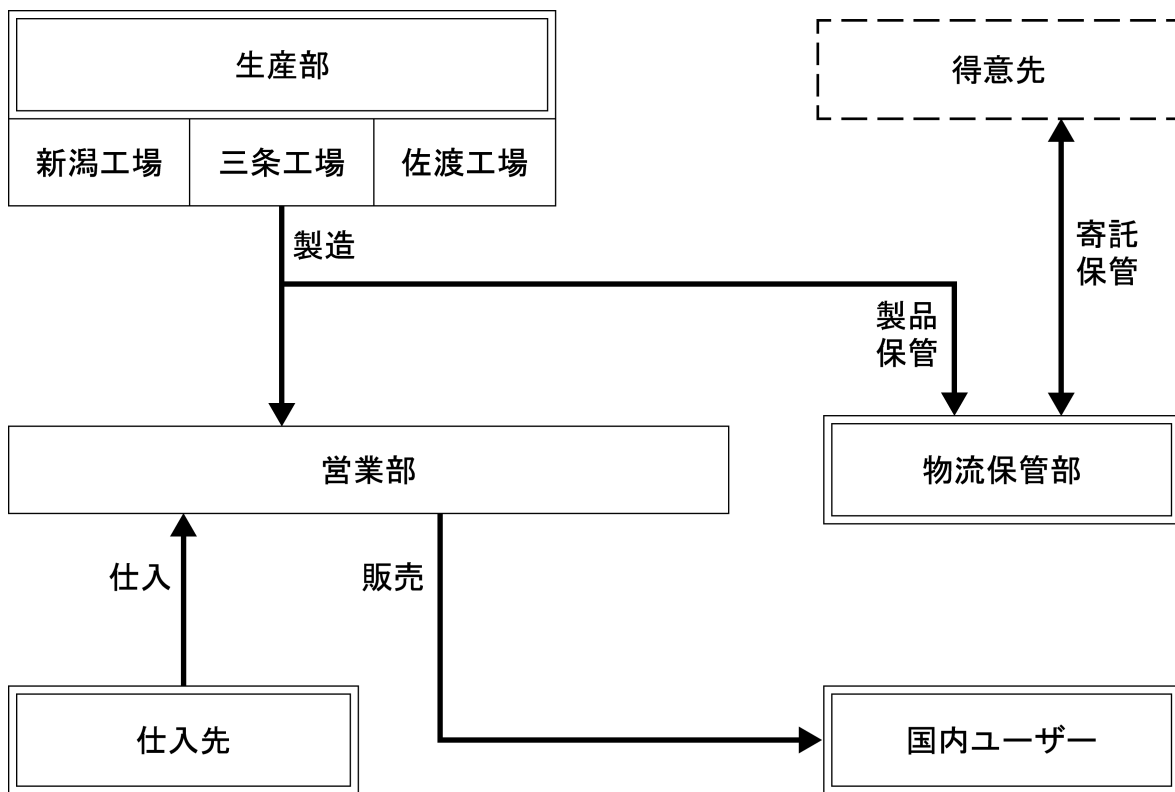 生産部
得意先
新潟工場
三条工場
佐渡工場
製造
寄託
保管
製品
保管
営業部
物流保管部
仕入
販売
仕入先
国内ユーザー